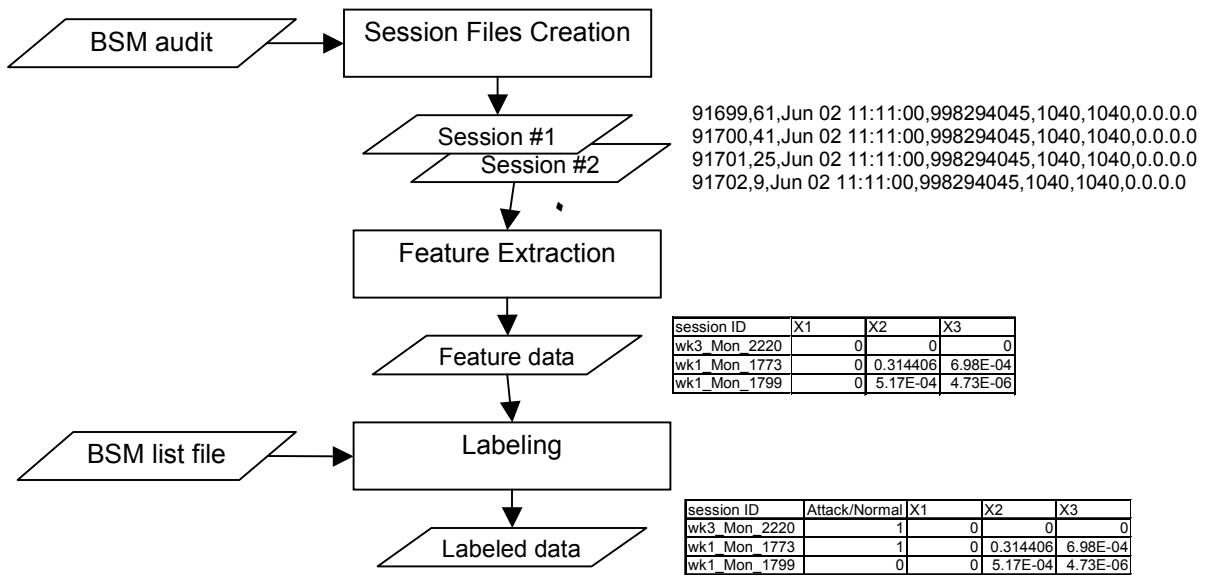 BSM audit
Session Files Creation
Session #1
Session #2
91699,61,Jun 02 11:11:00,998294045,1040,1040,0.0.0.0
91700,41,Jun 02 11:11:00,998294045,1040,1040,0.0.0.0
91701,25,Jun 02 11:11:00,998294045,1040,1040,0.0.0.0
91702,9,Jun 02 11:11:00,998294045,1040,1040,0.0.0.0
Feature Extraction
Feature data
session ID X1 X2 X3
wk3_Mon_2220 0 0 0
wk1_Mon_1773 0 0.314406 6.98E-04
wk1_Mon_1799 0 5.17E-04 4.73E-06
BSM list file
Labeling
Labeled data
session ID Attack/Normal X1 X2 X3
wk3_Mon_2220 1 0 0 0
wk1_Mon_1773 1 0 0.314406 6.98E-04
wk1_Mon_1799 0 0 5.17E-04 4.73E-06